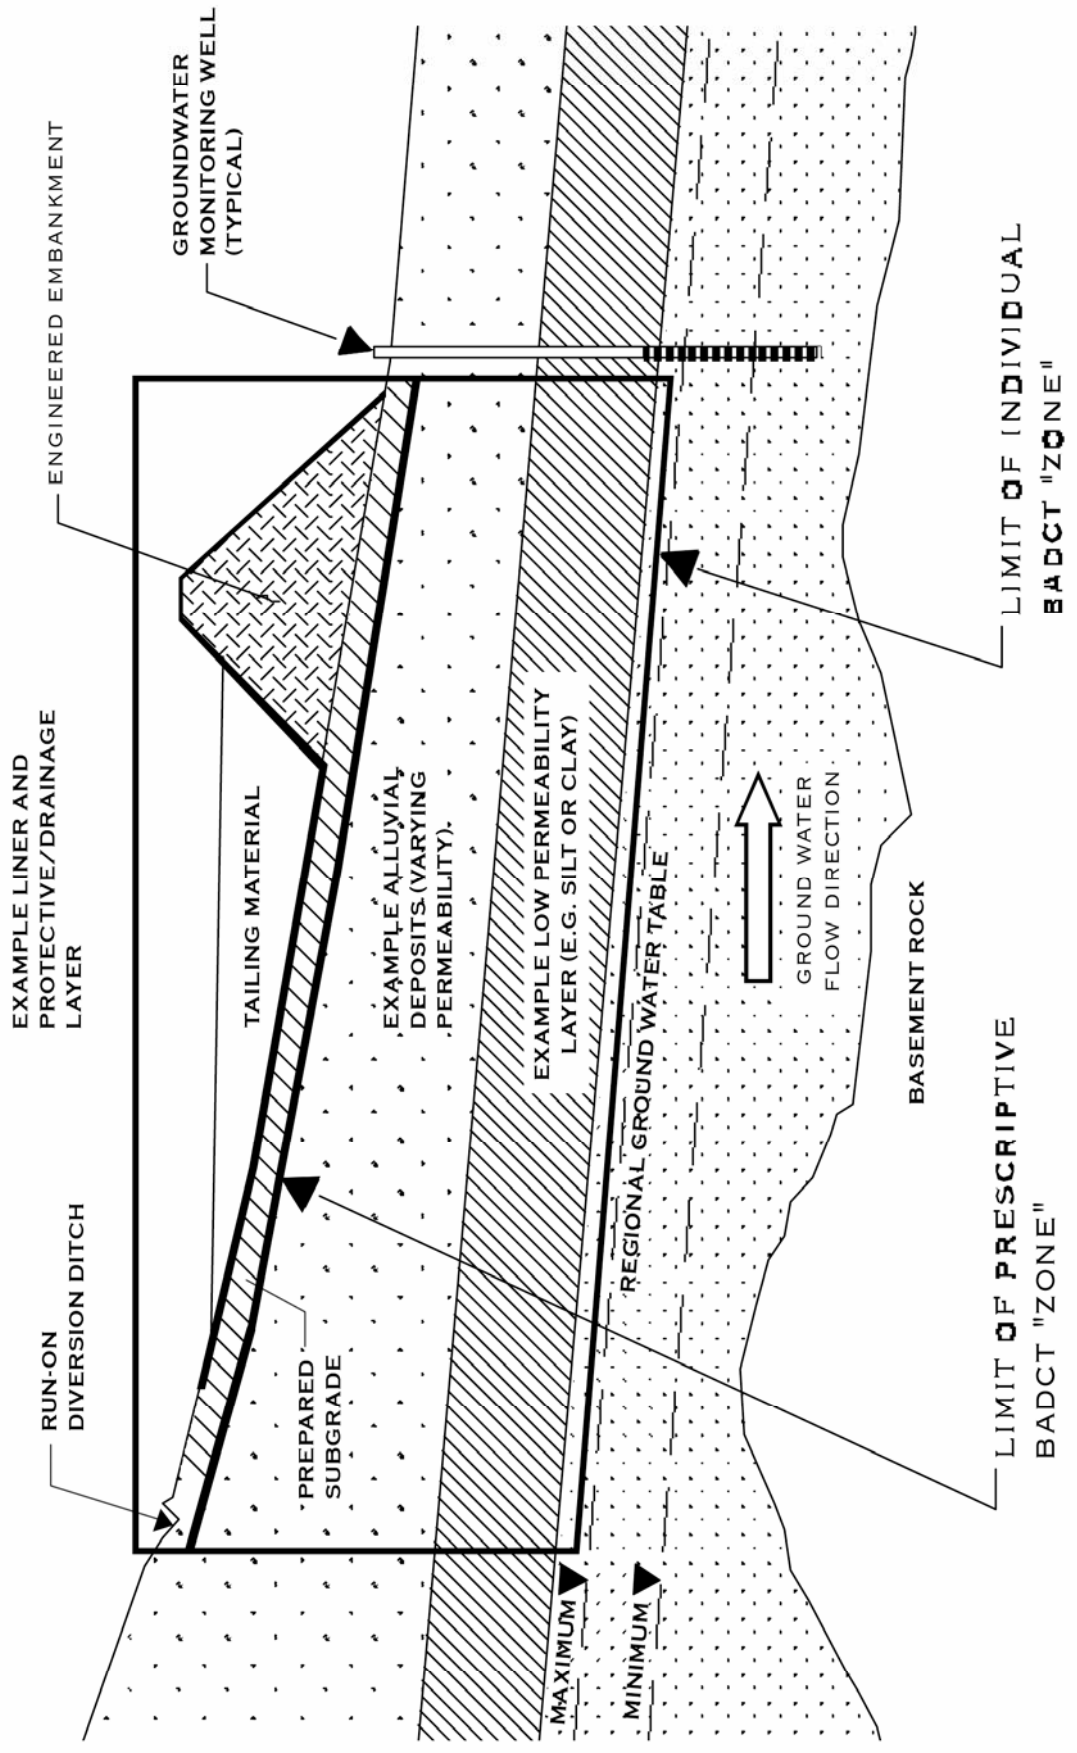 RUN-ON
DIVERSION DITCH
EXAMPLE LINER AND
PROTECTIVE/DRAINAGE
LAYER
ENGINEERED EMBANKMENT
GROUNDWATER
MONITORING WELL
(TYPICAL)
TAILING MATERIAL
PREPARED
SUBGRADE
EXAMPLE ALLUVIAL
DEPOSITS (VARYING
PERMEABILITY)
EXAMPLE LOW PERMEABILITY
LAYER (E.G. SILT OR CLAY)
MAXIMUM
MINIMUM
REGIONAL GROUND WATER TABLE
GROUND WATER
FLOW DIRECTION
BASEMENT ROCK
LIMIT OF PRESCRIPTIVE
BADCT "ZONE"
LIMIT OF INDIVIDUAL
BADCT "ZONE"